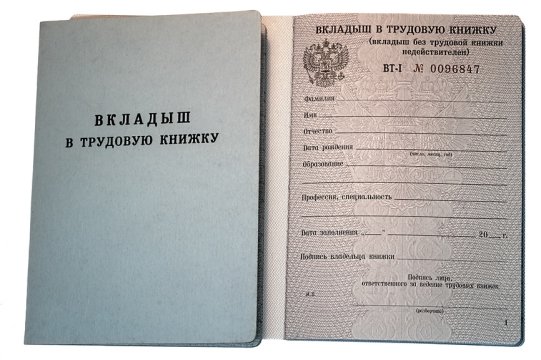 ВКЛАДЫШ
В ТРУДОВУЮ КНИЖКУ
ВКЛАДЫШ В ТРУДОВУЮ КНИЖКУ
(вкладыш без трудовой книжки
недействителен)
ВТ-I № 0096847
Фамилия
Имя
Отчество
Дата рождения
(число, месяц, год)
Образование
Профессия, специальность
Дата заполнения „ “ 20 г.
Подпись владельца книжки
Подпись лица,
ответственного за ведение трудовых книжек
М.П.
(разборчиво)
1